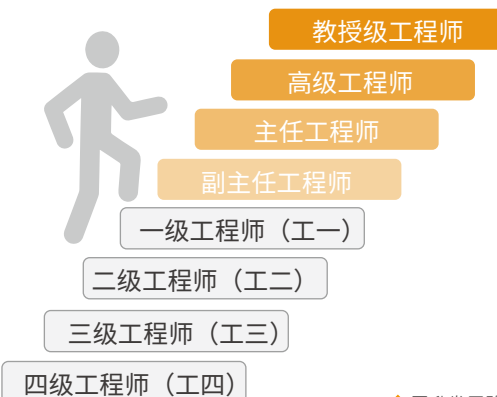 教授级工程师
高级工程师
主任工程师
副主任工程师
一级工程师（工一）
二级工程师（工二）
三级工程师（工三）
四级工程师（工四）